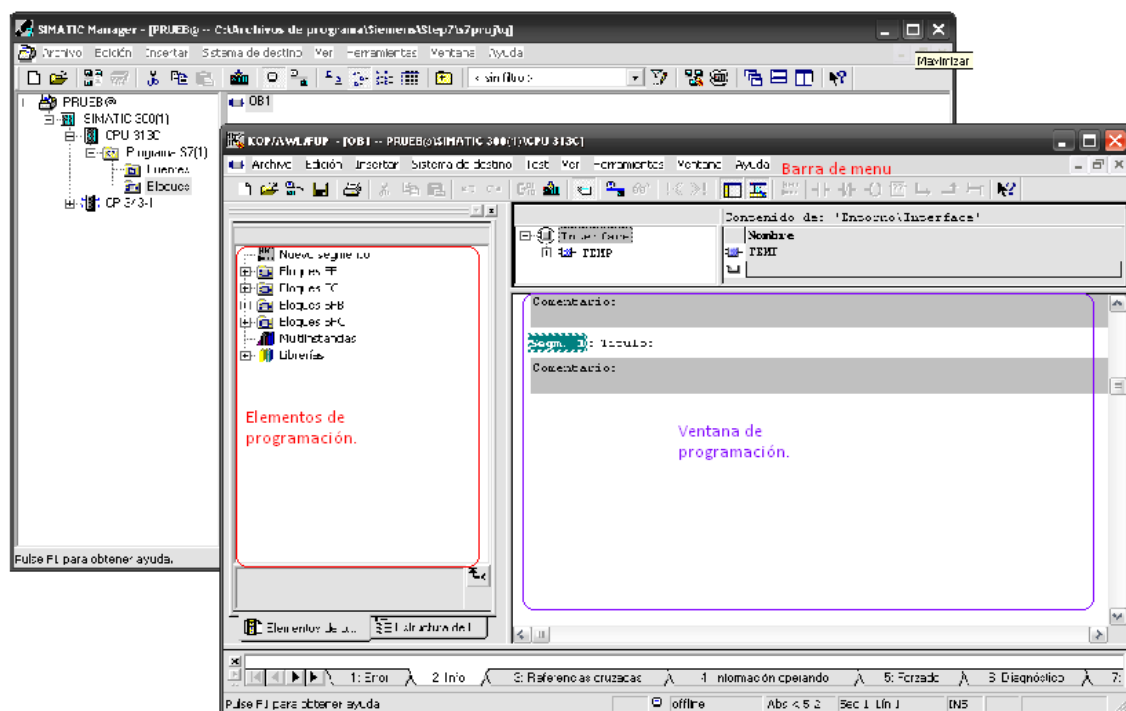 SIMATIC Manager - [PRUEB@ -- C:\Archivos de programa\Siemens\Step7\s7proj\q]
Archivo Edición Insertar Sistema de destino Ver Herramientas Ventana Ayuda
Maximizar
< sin filtro >
PRUEB@
SIMATIC 300(1)
CPU 313C
Programa S7(1)
Fuentes
Bloques
CP 343-1
OB1
Pulse F1 para obtener ayuda.
KOP/AWL/FUP - [OB1 -- PRUEB@\SIMATIC 300(1)\CPU 313C]
Archivo Edición Insertar Sistema de destino Test Ver Herramientas Ventana Ayuda
Barra de menu
Nuevo segmento
Bloques FB
Bloques FC
Bloques SFB
Bloques SFC
Multiinstancias
Librerías
Elementos de
programación.
Elementos de p...
Estructura de l...
Interface
TEMP
Contenido de: 'Entorno\Interface'
Nombre
TEMP
Comentario:
Segm. 1: Título:
Comentario:
Ventana de
programación.
1: Error 2: Info 3: Referencias cruzadas 4: Información operando 5: Forzado 6: Diagnóstico 7:
Pulse F1 para obtener ayuda offline Abs < 5.2 INS